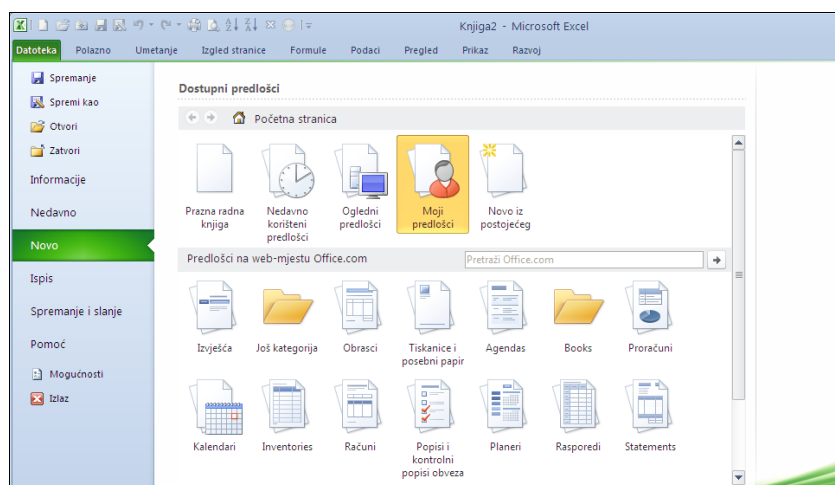 Knjiga2 - Microsoft Excel
Datoteka Polazno Umetanje Izgled stranice Formule Podaci Pregled Prikaz Razvoj
Spremanje
Spremi kao
Otvori
Zatvori
Informacije
Nedavno
Novo
Ispis
Spremanje i slanje
Pomoć
Mogućnosti
Izlaz
Dostupni predlošci
Početna stranica
Prazna radna
knjiga
Nedavno
korišteni
predlošci
Ogledni
predlošci
Moji
predlošci
Novo iz
postojećeg
Predlošci na web-mjestu Office.com
Pretraži Office.com
Izvješća
Još kategorija
Obrasci
Tiskanice i
posebni papir
Agendas
Books
Proračuni
Kalendari
Inventories
Računi
Popisi i
kontrolni
popisi obveza
Planeri
Rasporedi
Statements